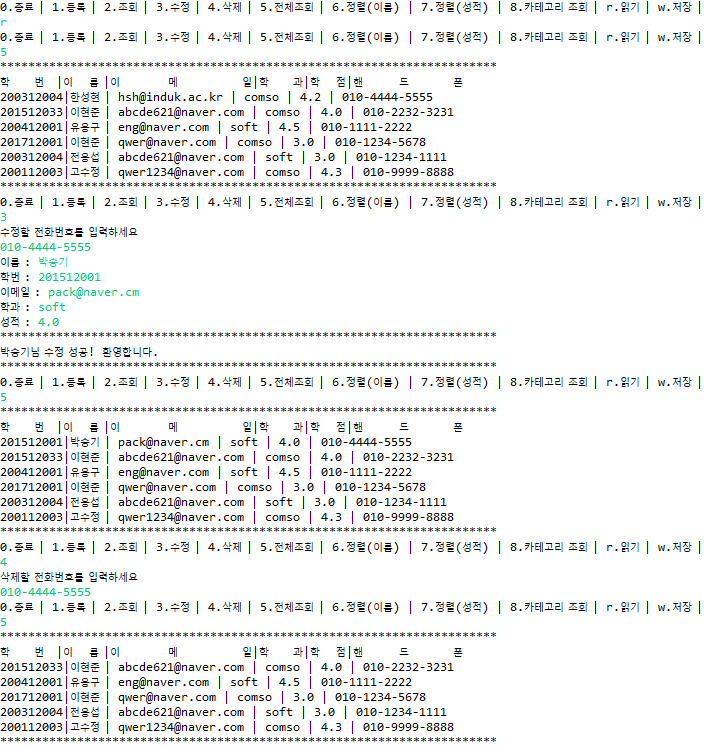 0.종료 | 1.등록 | 2.조회 | 3.수정 | 4.삭제 | 5.전체조회 | 6.정렬(이름) | 7.정렬(성적) | 8.카테고리 조회 | r.읽기 | w.저장 |
r
0.종료 | 1.등록 | 2.조회 | 3.수정 | 4.삭제 | 5.전체조회 | 6.정렬(이름) | 7.정렬(성적) | 8.카테고리 조회 | r.읽기 | w.저장 |
5
***********************************************************************
학 번 |이 름 |이 메 일|학 과|학 점|핸 드 폰
200312004|한성현 | hsh@induk.ac.kr | comso | 4.2 | 010-4444-5555
201512033|이현준 | abcde621@naver.com | comso | 4.0 | 010-2232-3231
200412001|유용구 | eng@naver.com | soft | 4.5 | 010-1111-2222
201712001|이현준 | qwer@naver.com | comso | 3.0 | 010-1234-5678
200312004|전용섭 | abcde621@naver.com | soft | 3.0 | 010-1234-1111
200112003|고수정 | qwer1234@naver.com | comso | 4.3 | 010-9999-8888
***********************************************************************
0.종료 | 1.등록 | 2.조회 | 3.수정 | 4.삭제 | 5.전체조회 | 6.정렬(이름) | 7.정렬(성적) | 8.카테고리 조회 | r.읽기 | w.저장 |
3
수정할 전화번호를 입력하세요
010-4444-5555
이름 : 박승기
학번 : 201512001
이메일 : pack@naver.cm
학과 : soft
성적 : 4.0
***********************************************************************
박승기님 수정 성공! 환영합니다.
***********************************************************************
0.종료 | 1.등록 | 2.조회 | 3.수정 | 4.삭제 | 5.전체조회 | 6.정렬(이름) | 7.정렬(성적) | 8.카테고리 조회 | r.읽기 | w.저장 |
5
***********************************************************************
학 번 |이 름 |이 메 일|학 과|학 점|핸 드 폰
201512001|박승기 | pack@naver.cm | soft | 4.0 | 010-4444-5555
201512033|이현준 | abcde621@naver.com | comso | 4.0 | 010-2232-3231
200412001|유용구 | eng@naver.com | soft | 4.5 | 010-1111-2222
201712001|이현준 | qwer@naver.com | comso | 3.0 | 010-1234-5678
200312004|전용섭 | abcde621@naver.com | soft | 3.0 | 010-1234-1111
200112003|고수정 | qwer1234@naver.com | comso | 4.3 | 010-9999-8888
***********************************************************************
0.종료 | 1.등록 | 2.조회 | 3.수정 | 4.삭제 | 5.전체조회 | 6.정렬(이름) | 7.정렬(성적) | 8.카테고리 조회 | r.읽기 | w.저장 |
4
삭제할 전화번호를 입력하세요
010-4444-5555
0.종료 | 1.등록 | 2.조회 | 3.수정 | 4.삭제 | 5.전체조회 | 6.정렬(이름) | 7.정렬(성적) | 8.카테고리 조회 | r.읽기 | w.저장 |
5
***********************************************************************
학 번 |이 름 |이 메 일|학 과|학 점|핸 드 폰
201512033|이현준 | abcde621@naver.com | comso | 4.0 | 010-2232-3231
200412001|유용구 | eng@naver.com | soft | 4.5 | 010-1111-2222
201712001|이현준 | qwer@naver.com | comso | 3.0 | 010-1234-5678
200312004|전용섭 | abcde621@naver.com | soft | 3.0 | 010-1234-1111
200112003|고수정 | qwer1234@naver.com | comso | 4.3 | 010-9999-8888
***********************************************************************